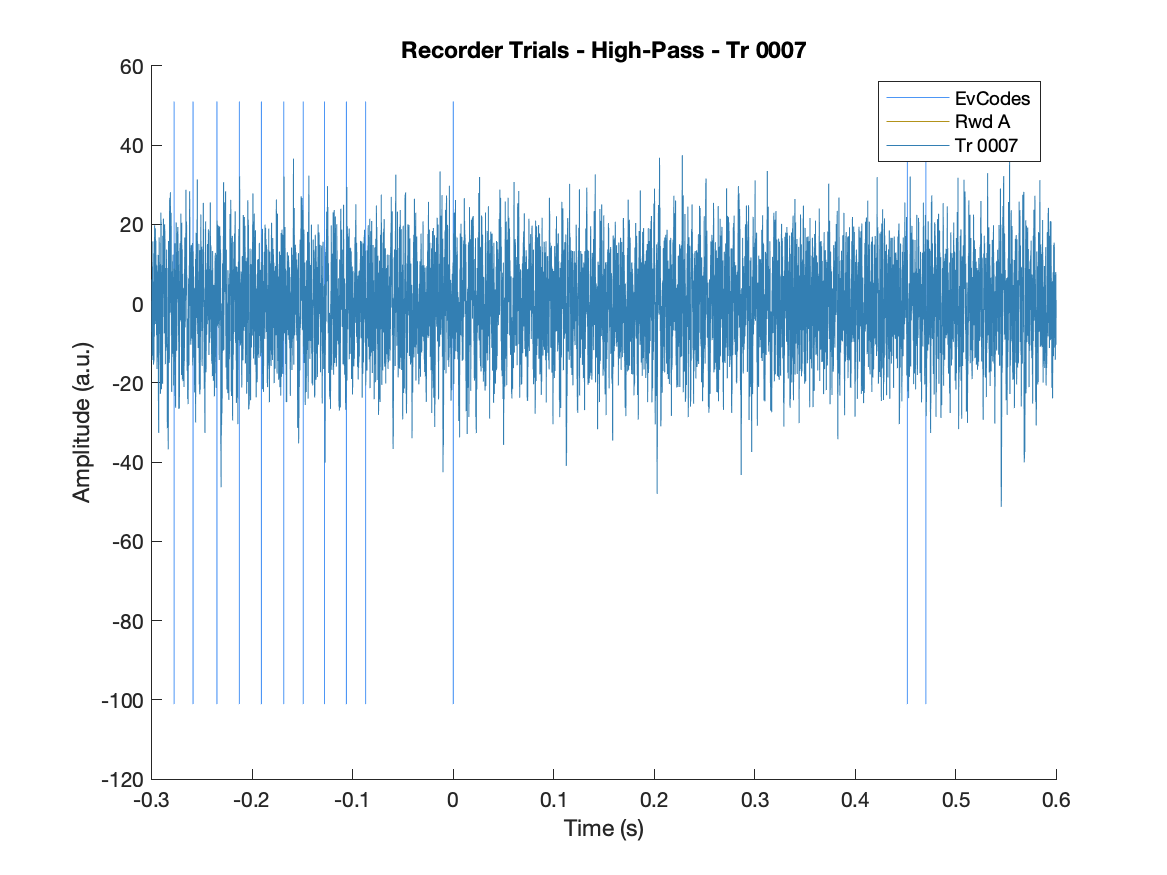 Recorder Trials - High-Pass - Tr 0007
60
40
20
0
-20
-40
-60
-80
-100
-120
Amplitude (a.u.)
EvCodes
Rwd A
Tr 0007
-0.3 -0.2 -0.1 0 0.1 0.2 0.3 0.4 0.5 0.6
Time (s)